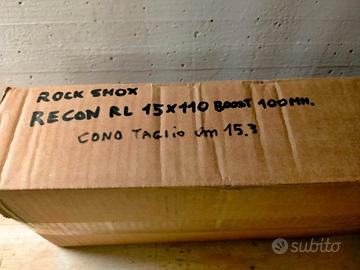 ROCK SHOX
RECON RL 15X110 BOOST 100MM.
CONO TAGLIO cm 15.3
subito